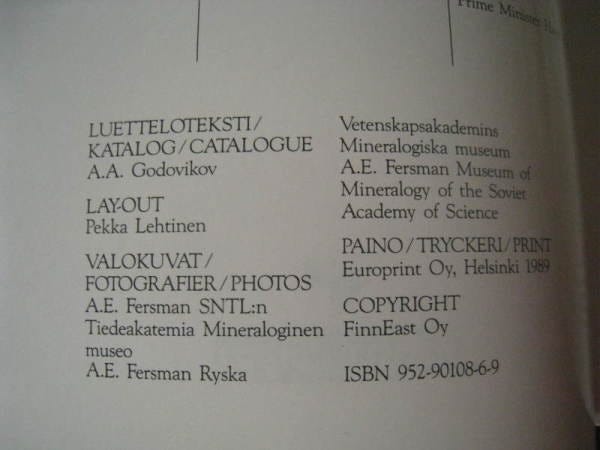 Prime Minister
LUETTELOTEKSTI/
KATALOG/CATALOGUE
A.A. Godovikov
LAY-OUT
Pekka Lehtinen
VALOKUVAT/
FOTOGRAFIER/PHOTOS
A.E. Fersman SNTL:n
Tiedeakatemia Mineraloginen
museo
A.E. Fersman Ryska
Vetenskapsakademins
Mineralogiska museum
A.E. Fersman Museum of
Mineralogy of the Soviet
Academy of Science
PAINO/TRYCKERI/PRINT
Europrint Oy, Helsinki 1989
COPYRIGHT
FinnEast Oy
ISBN 952-90108-6-9